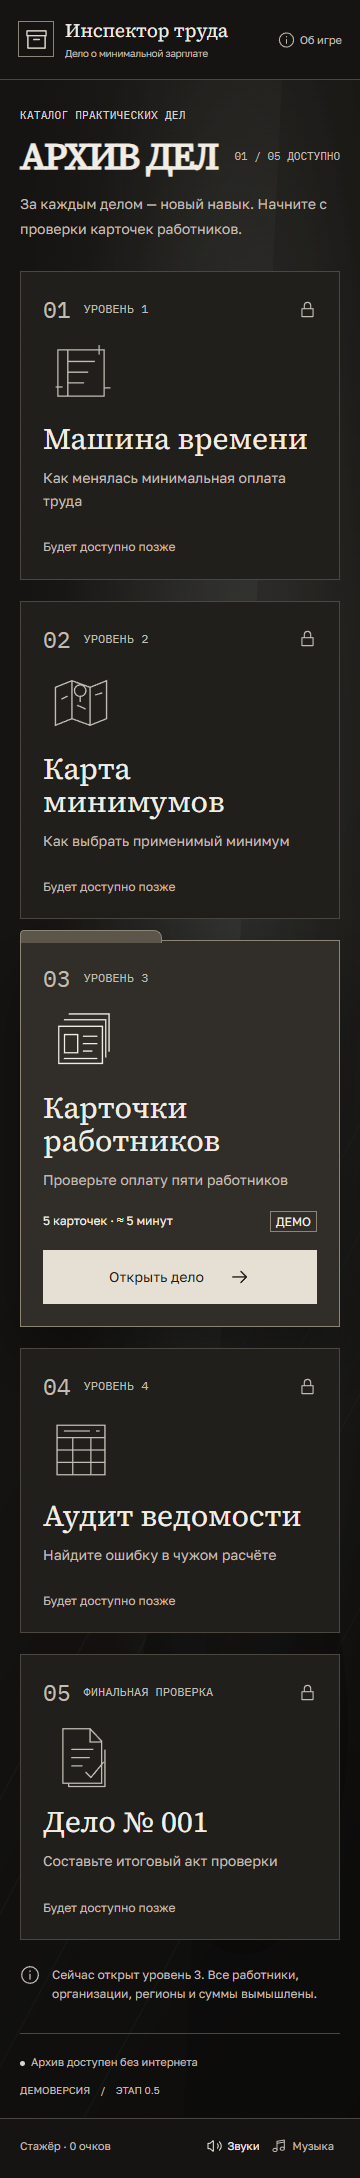 Инспектор труда
Дело о минимальной зарплате
Об игре
КАТАЛОГ ПРАКТИЧЕСКИХ ДЕЛ
АРХИВ ДЕЛ
01 / 05 ДОСТУПНО
За каждым делом — новый навык. Начните с
проверки карточек работников.
01 УРОВЕНЬ 1
Машина времени
Как менялась минимальная оплата
труда
Будет доступно позже
02 УРОВЕНЬ 2
Карта
минимумов
Как выбрать применимый минимум
Будет доступно позже
03 УРОВЕНЬ 3
Карточки
работников
Проверьте оплату пяти работников
5 карточек · ≈ 5 минут
ДЕМО
Открыть дело →
04 УРОВЕНЬ 4
Аудит ведомости
Найдите ошибку в чужом расчёте
Будет доступно позже
05 ФИНАЛЬНАЯ ПРОВЕРКА
Дело № 001
Составьте итоговый акт проверки
Будет доступно позже
Сейчас открыт уровень 3. Все работники,
организации, регионы и суммы вымышлены.
Архив доступен без интернета
ДЕМОВЕРСИЯ / ЭТАП 0.5
Стажёр · 0 очков
Звуки
Музыка